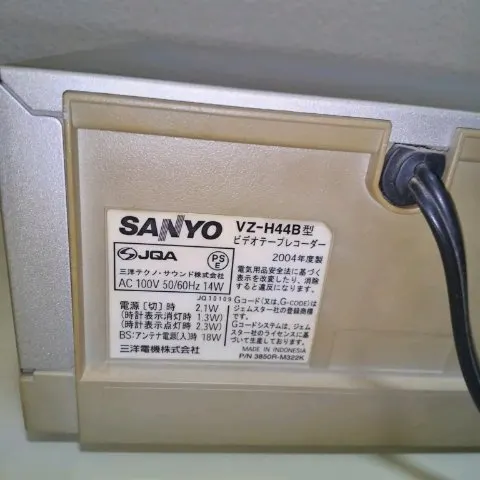 SANYO VZ-H44B型
ビデオテープレコーダー
JQA PSE 2004年度製
三洋テクノ・サウンド株式会社
AC 100V 50/60Hz 14W
電気用品安全法に基づく
表示を改変したり、消除
すると違反になります。
JQ15109
電源［切］時 2.1W
(時計表示消灯時 1.3W)
(時計表示点灯時 2.3W)
BS:アンテナ電源(入)時 18W
三洋電機株式会社
Gコード(又は、G-CODE)は
ジェムスター社の登録商標
です。
Gコードシステムは、ジェム
スター社のライセンスに基
づいて生産しております。
MADE IN INDONESIA
P/N 3850R-M322K